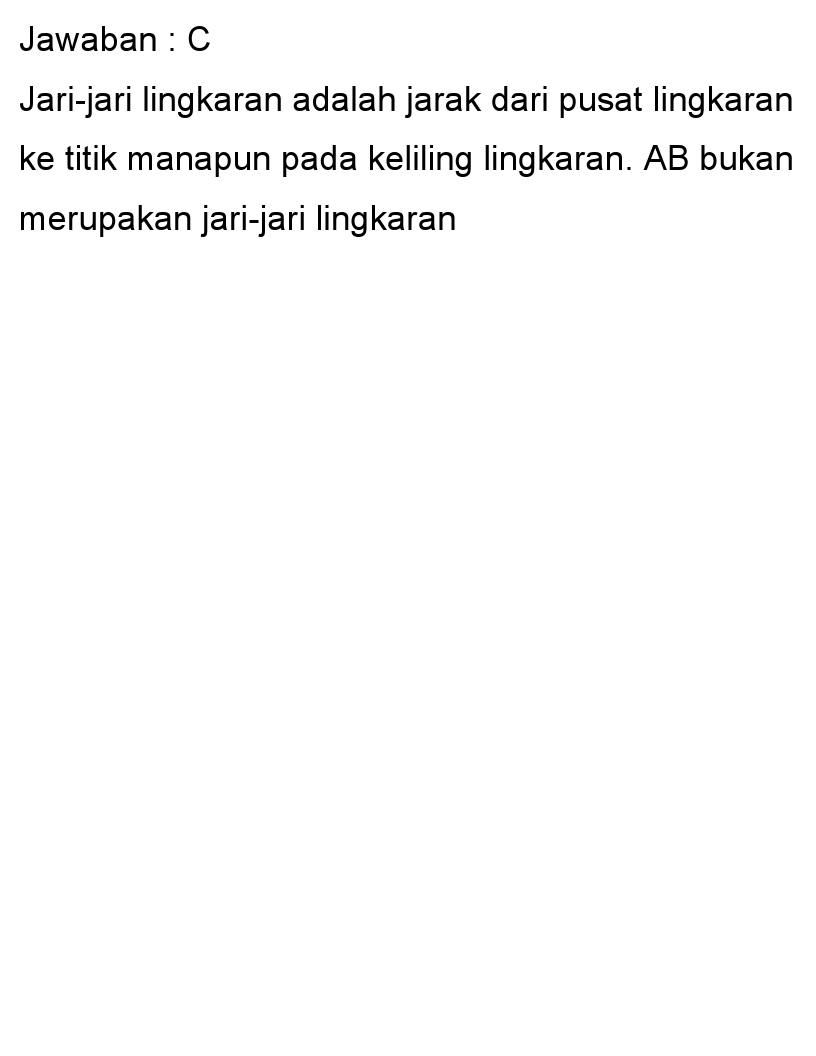 Jawaban : C
Jari-jari lingkaran adalah jarak dari pusat lingkaran
ke titik manapun pada keliling lingkaran. AB bukan
merupakan jari-jari lingkaran